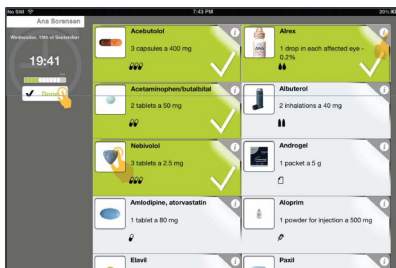 No SIM 7:43 PM 20%
Ana Sorensen
Wednesday, 11th of September
19:41
Done
Acebutolol
3 capsules a 400 mg
Alrex
1 drop in each affected eye -
0.2%
Acetaminophen/butalbital
2 tablets a 50 mg
Albuterol
2 inhalations a 40 mg
Nebivolol
3 tablets a 2.5 mg
Androgel
1 packet a 5 g
Amlodipine, atorvastatin
1 tablet a 80 mg
Aloprim
1 powder for injection a 500 mg
Elavil
Paxil